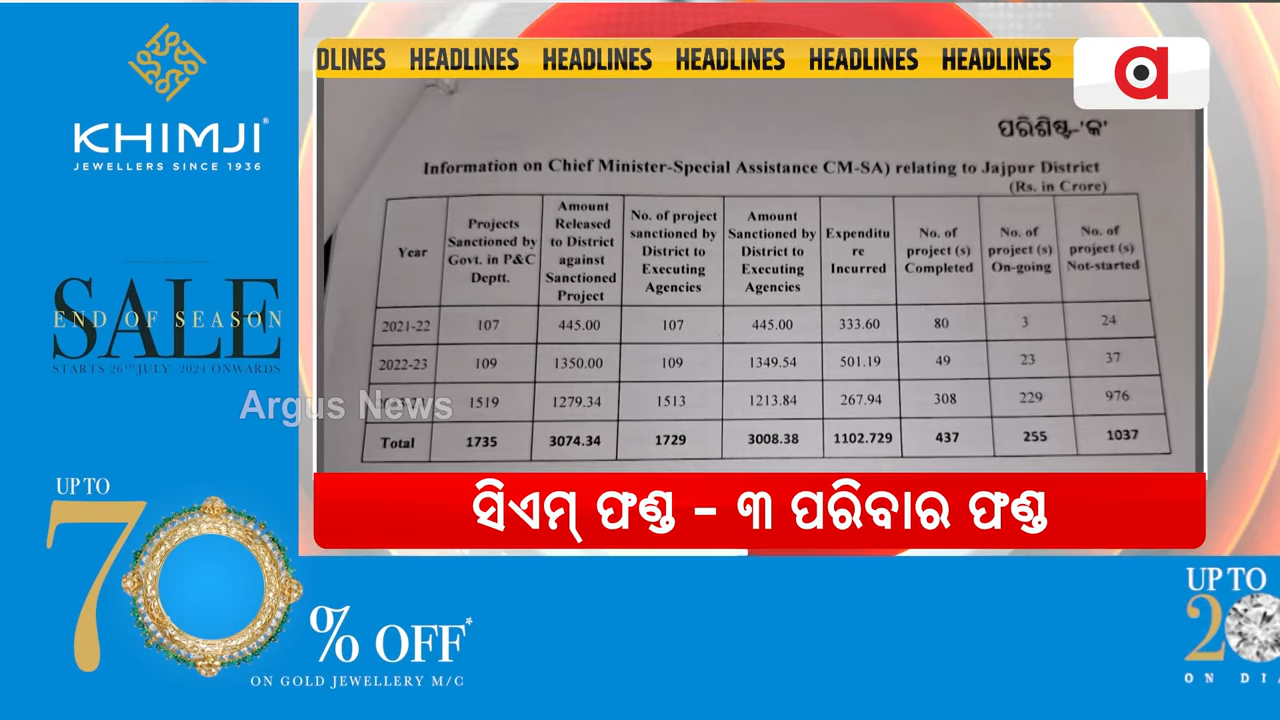 KHIMJI®
JEWELLERS SINCE 1936
SALE
END OF SEASON
STARTS 26TH JULY 2024 ONWARDS
UP TO
70
% OFF*
ON GOLD JEWELLERY M/C
DLINES HEADLINES HEADLINES HEADLINES HEADLINES HEADLINES
a
ପରିଶିଷ୍ଟ-'କ'
Information on Chief Minister-Special Assistance CM-SA) relating to Jajpur District
(Rs. in Crore)
Year
Projects
Sanctioned by
Govt. in P&C
Deptt.
Amount
Released
to District
against
Sanctioned
Project
No. of project
sanctioned by
District to
Executing
Agencies
Amount
Sanctioned by
District to
Executing
Agencies
Expenditu
re
Incurred
No. of
project (s)
Completed
No. of
project (s)
On-going
No. of
project (s)
Not-started
2021-22 107 445.00 107 445.00 333.60 80 3 24
2022-23 109 1350.00 109 1349.54 501.19 49 23 37
1519 1279.34 1513 1213.84 267.94 308 229 976
Total 1735 3074.34 1729 3008.38 1102.729 437 255 1037
Argus News
ସିଏମ୍ ଫଣ୍ଡ - ୩ ପରିବାର ଫଣ୍ଡ
UP TO
20
ON DIA